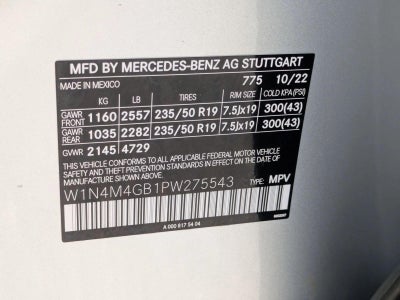 MFD BY MERCEDES-BENZ AG STUTTGART
MADE IN MEXICO 775 10/22
KG LB TIRES RIM SIZE COLD KPA(PSI)
GAWR FRONT 1160 2557 235/50 R19 7.5Jx19 300(43)
GAWR REAR 1035 2282 235/50 R19 7.5Jx19 300(43)
GVWR 2145 4729
THIS VEHICLE CONFORMS TO ALL APPLICABLE FEDERAL MOTOR VEHICLE
SAFETY, BUMPER, AND THEFT PREVENTION STANDARDS IN EFFECT ON THE
DATE OF MANUFACTURE SHOWN ABOVE.
W1N4M4GB1PW275543 TYPE: MPV
A 000 817 54 04